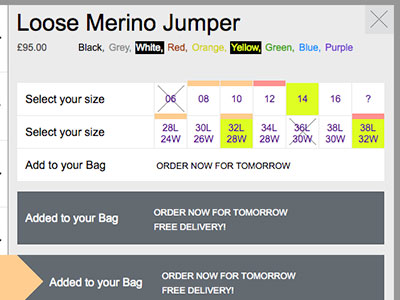 Loose Merino Jumper
£95.00 Black, Grey, White, Red, Orange, Yellow, Green, Blue, Purple
Select your size 06 08 10 12 14 16 ?
Select your size 28L 30L 32L 34L 36L 38L 38L
24W 26W 28W 28W 30W 30W 32W
Add to your Bag ORDER NOW FOR TOMORROW
Added to your Bag ORDER NOW FOR TOMORROW
FREE DELIVERY!
Added to your Bag ORDER NOW FOR TOMORROW
FREE DELIVERY!